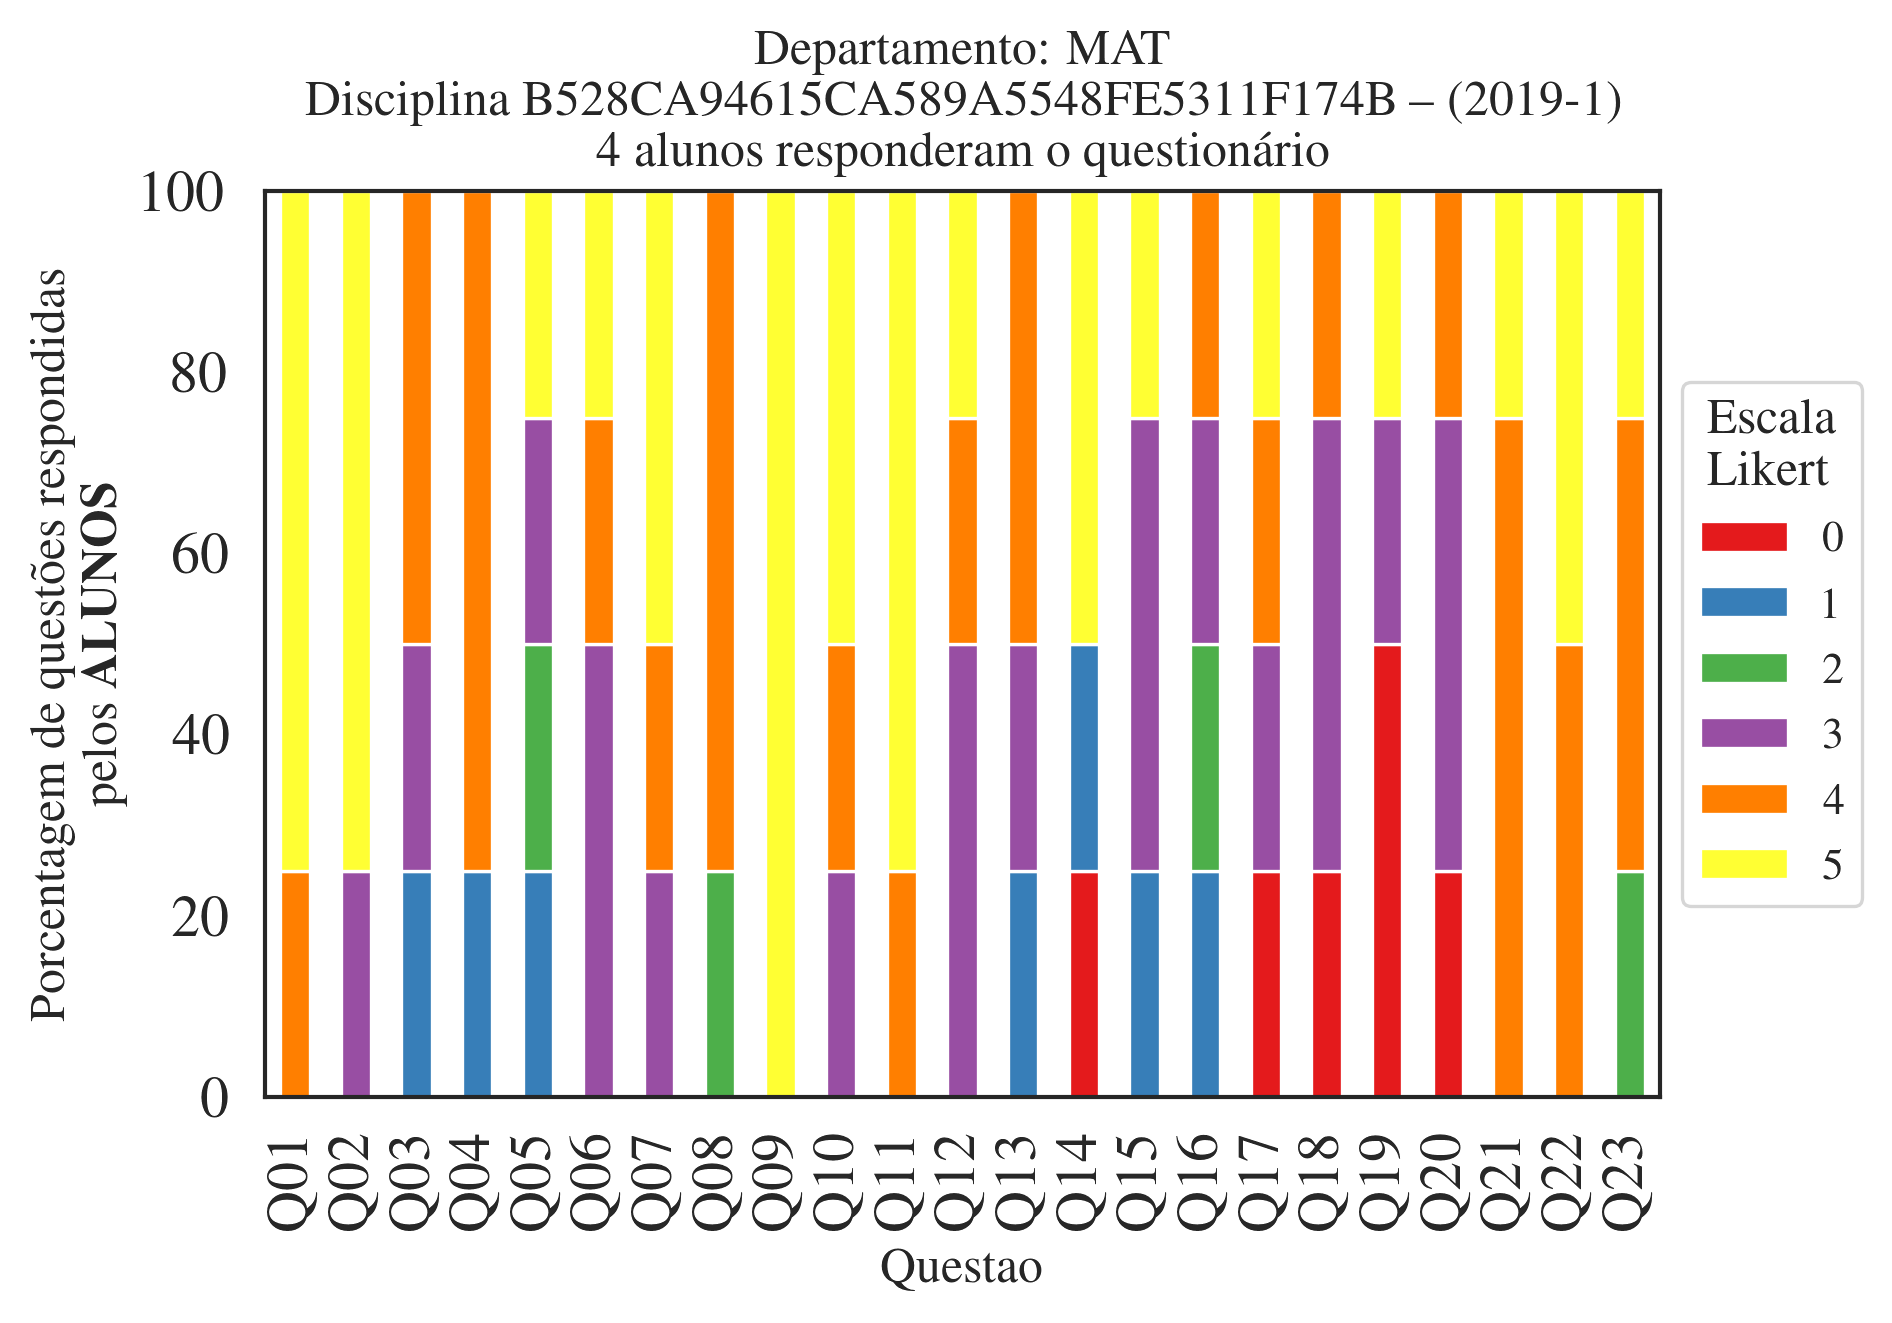 Departamento: MAT
Disciplina B528CA94615CA589A5548FE5311F174B – (2019-1)
4 alunos responderam o questionário
Porcentagem de questões respondidas
pelos ALUNOS
100
80
60
40
20
0
Q01
Q02
Q03
Q04
Q05
Q06
Q07
Q08
Q09
Q10
Q11
Q12
Q13
Q14
Q15
Q16
Q17
Q18
Q19
Q20
Q21
Q22
Q23
Questao
Escala
Likert
0
1
2
3
4
5